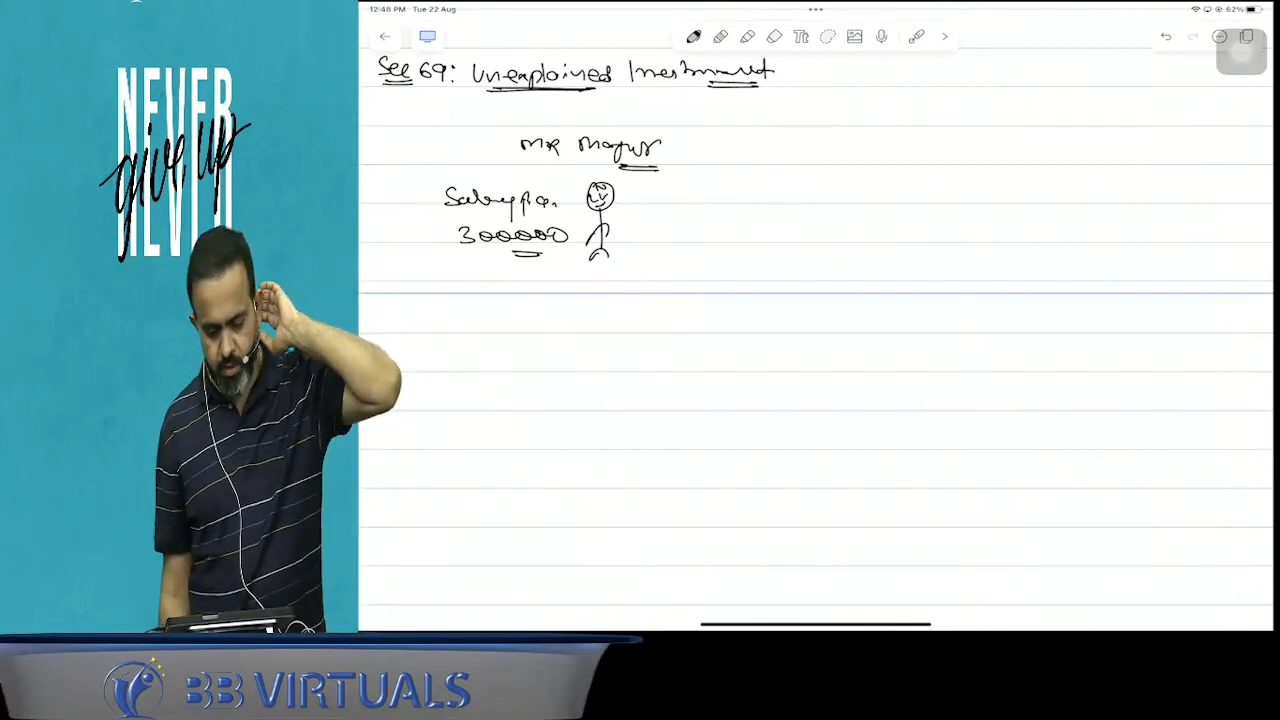 12:48 PM Tue 22 Aug
62%
Sec 69: Unexplained Investment
Mr Mayur
Salary p.a.
300000
NEVER
give up
NEVER
BB VIRTUALS